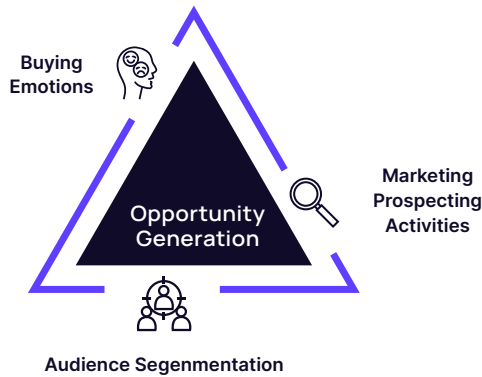 Buying
Emotions
Marketing
Prospecting
Activities
Opportunity
Generation
Audience Segenmentation